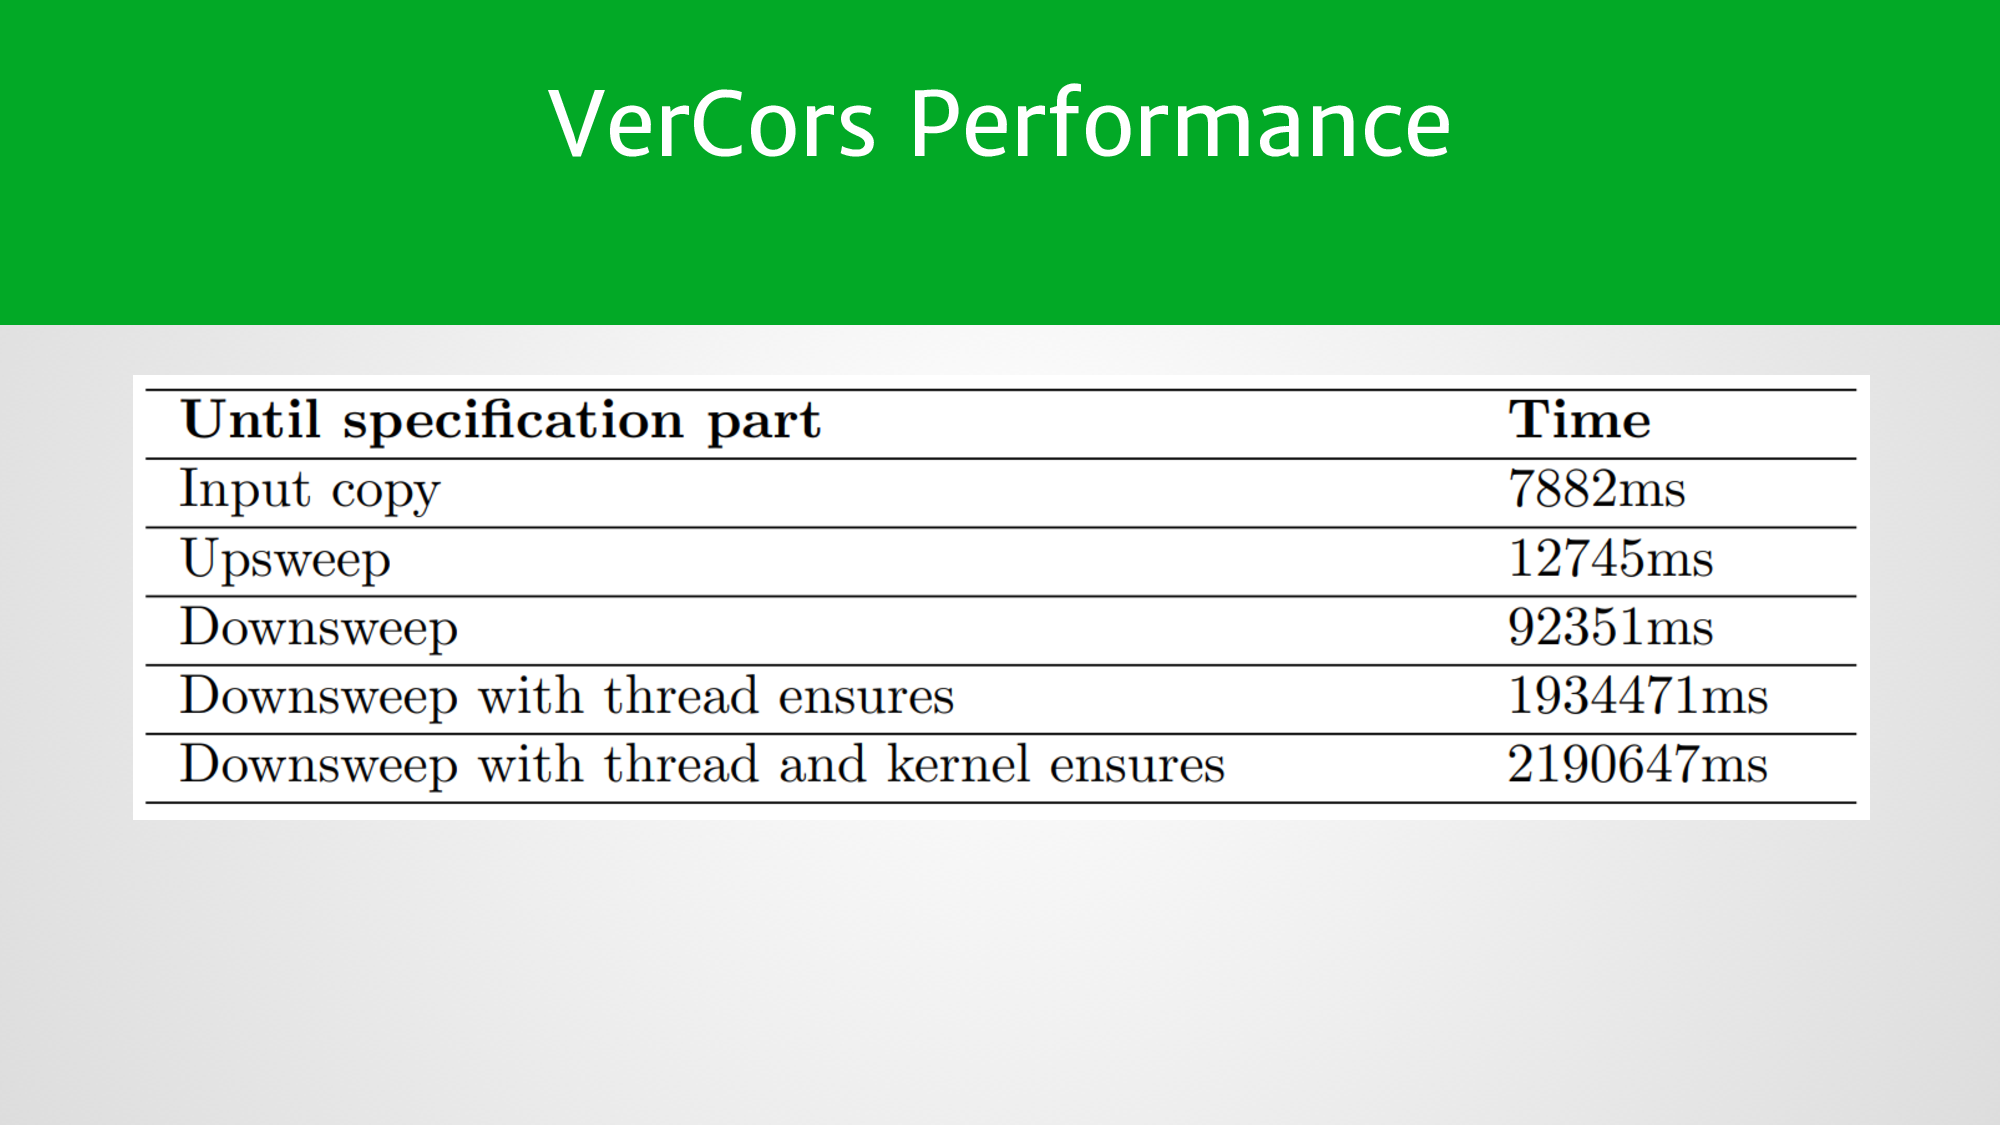 VerCors Performance
Until specification part Time
Input copy 7882ms
Upsweep 12745ms
Downsweep 92351ms
Downsweep with thread ensures 1934471ms
Downsweep with thread and kernel ensures 2190647ms